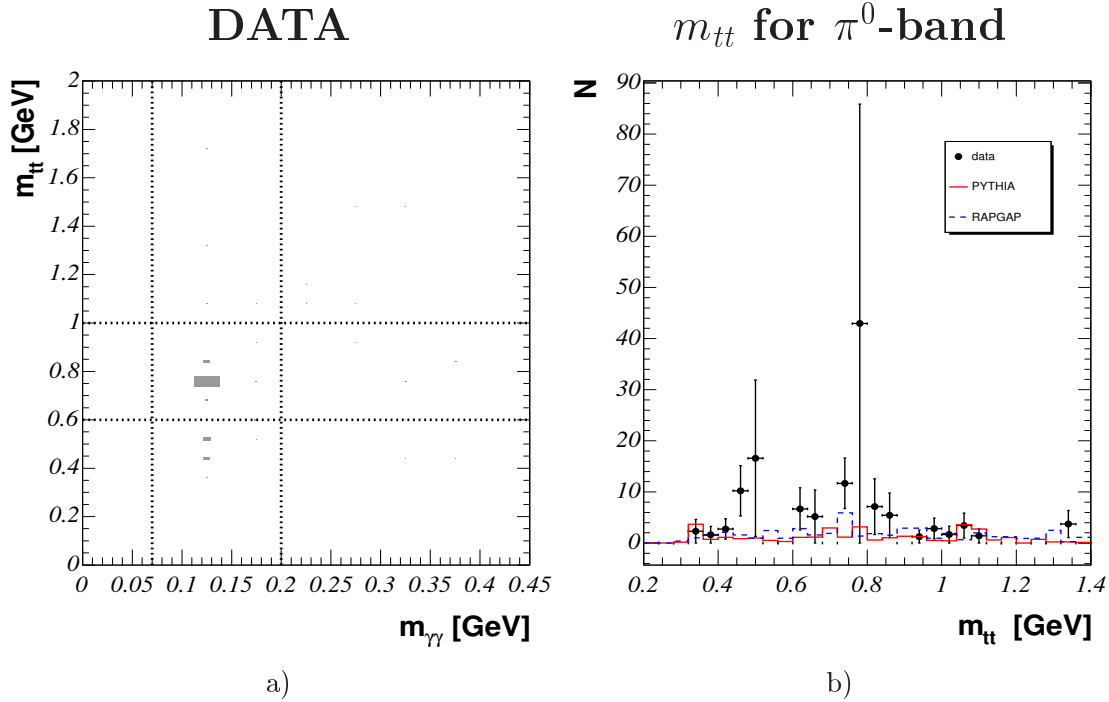 DATA
m_tt for π⁰-band
m_tt [GeV]
2
1.8
1.6
1.4
1.2
1
0.8
0.6
0.4
0.2
0
0 0.05 0.1 0.15 0.2 0.25 0.3 0.35 0.4 0.45
m_γγ [GeV]
a)
N
90
80
70
60
50
40
30
20
10
0
data
PYTHIA
RAPGAP
0.2 0.4 0.6 0.8 1 1.2 1.4
m_tt [GeV]
b)